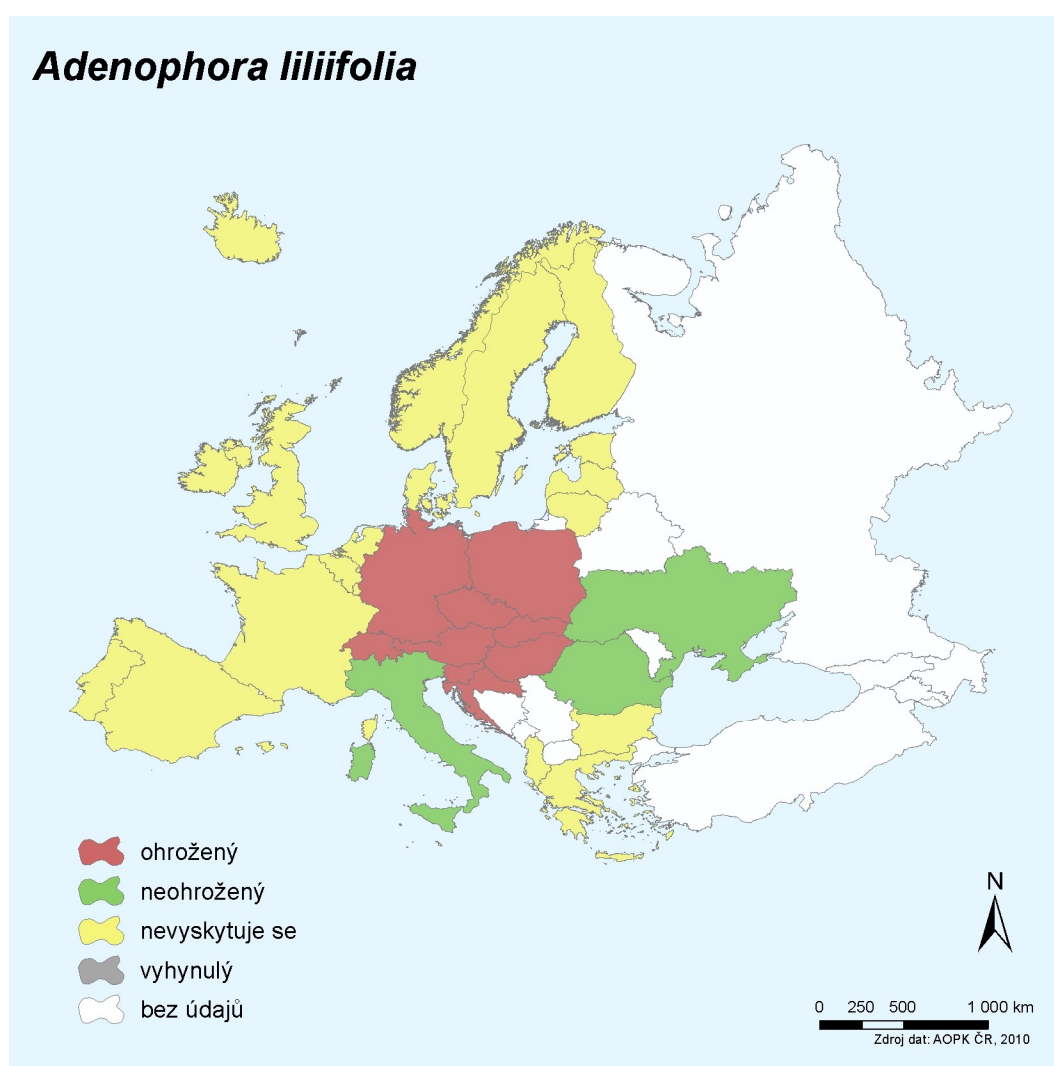 Adenophora liliifolia
ohrožený
neohrožený
nevyskytuje se
vyhynulý
bez údajů
N
0 250 500 1 000 km
Zdroj dat: AOPK ČR, 2010